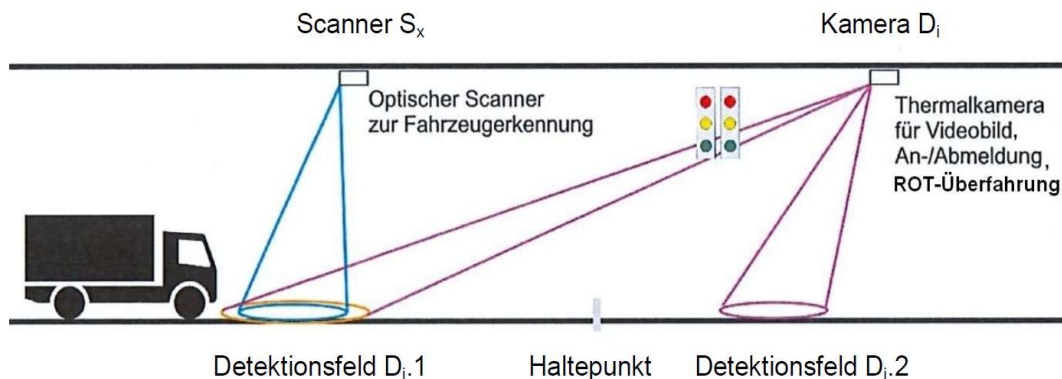 Scanner Sₓ
Kamera Dᵢ
Optischer Scanner
zur Fahrzeugerkennung
Thermalkamera
für Videobild,
An-/Abmeldung,
ROT-Überfahrung
Detektionsfeld Dᵢ.1
Haltepunkt
Detektionsfeld Dᵢ.2